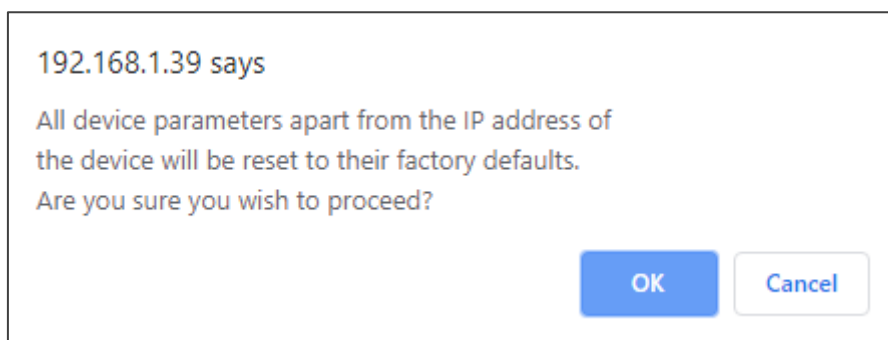 192.168.1.39 says
All device parameters apart from the IP address of
the device will be reset to their factory defaults.
Are you sure you wish to proceed?
OK
Cancel